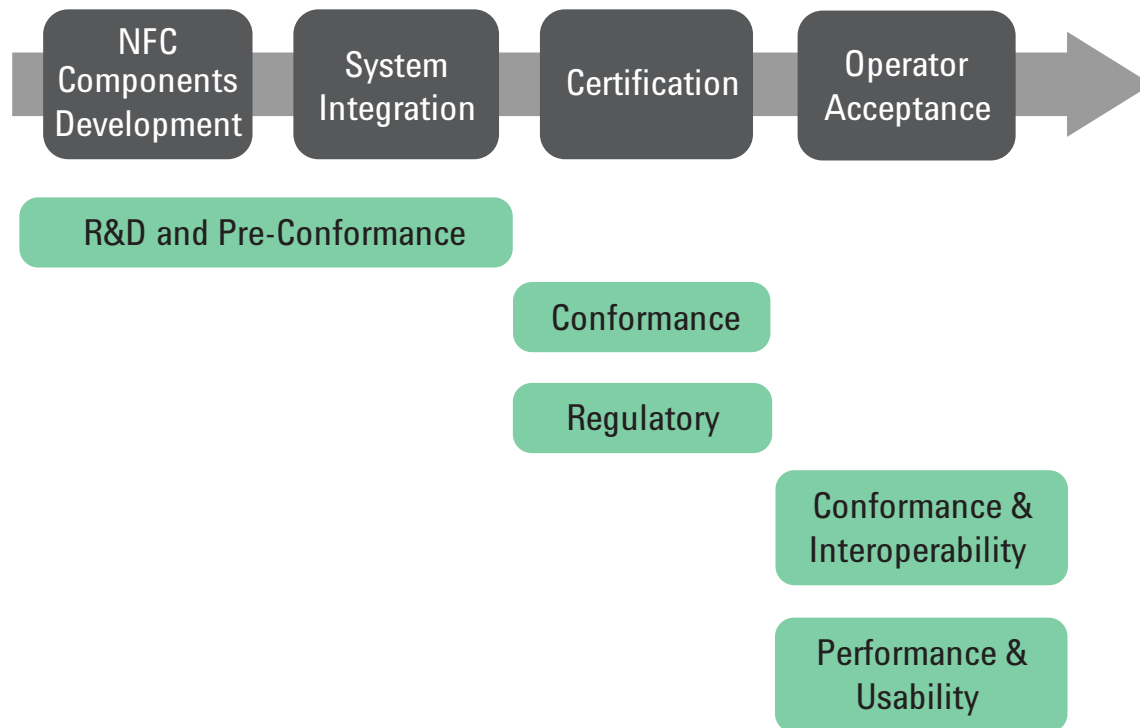 NFC
Components
Development
System
Integration
Certification
Operator
Acceptance
R&D and Pre-Conformance
Conformance
Regulatory
Conformance &
Interoperability
Performance &
Usability